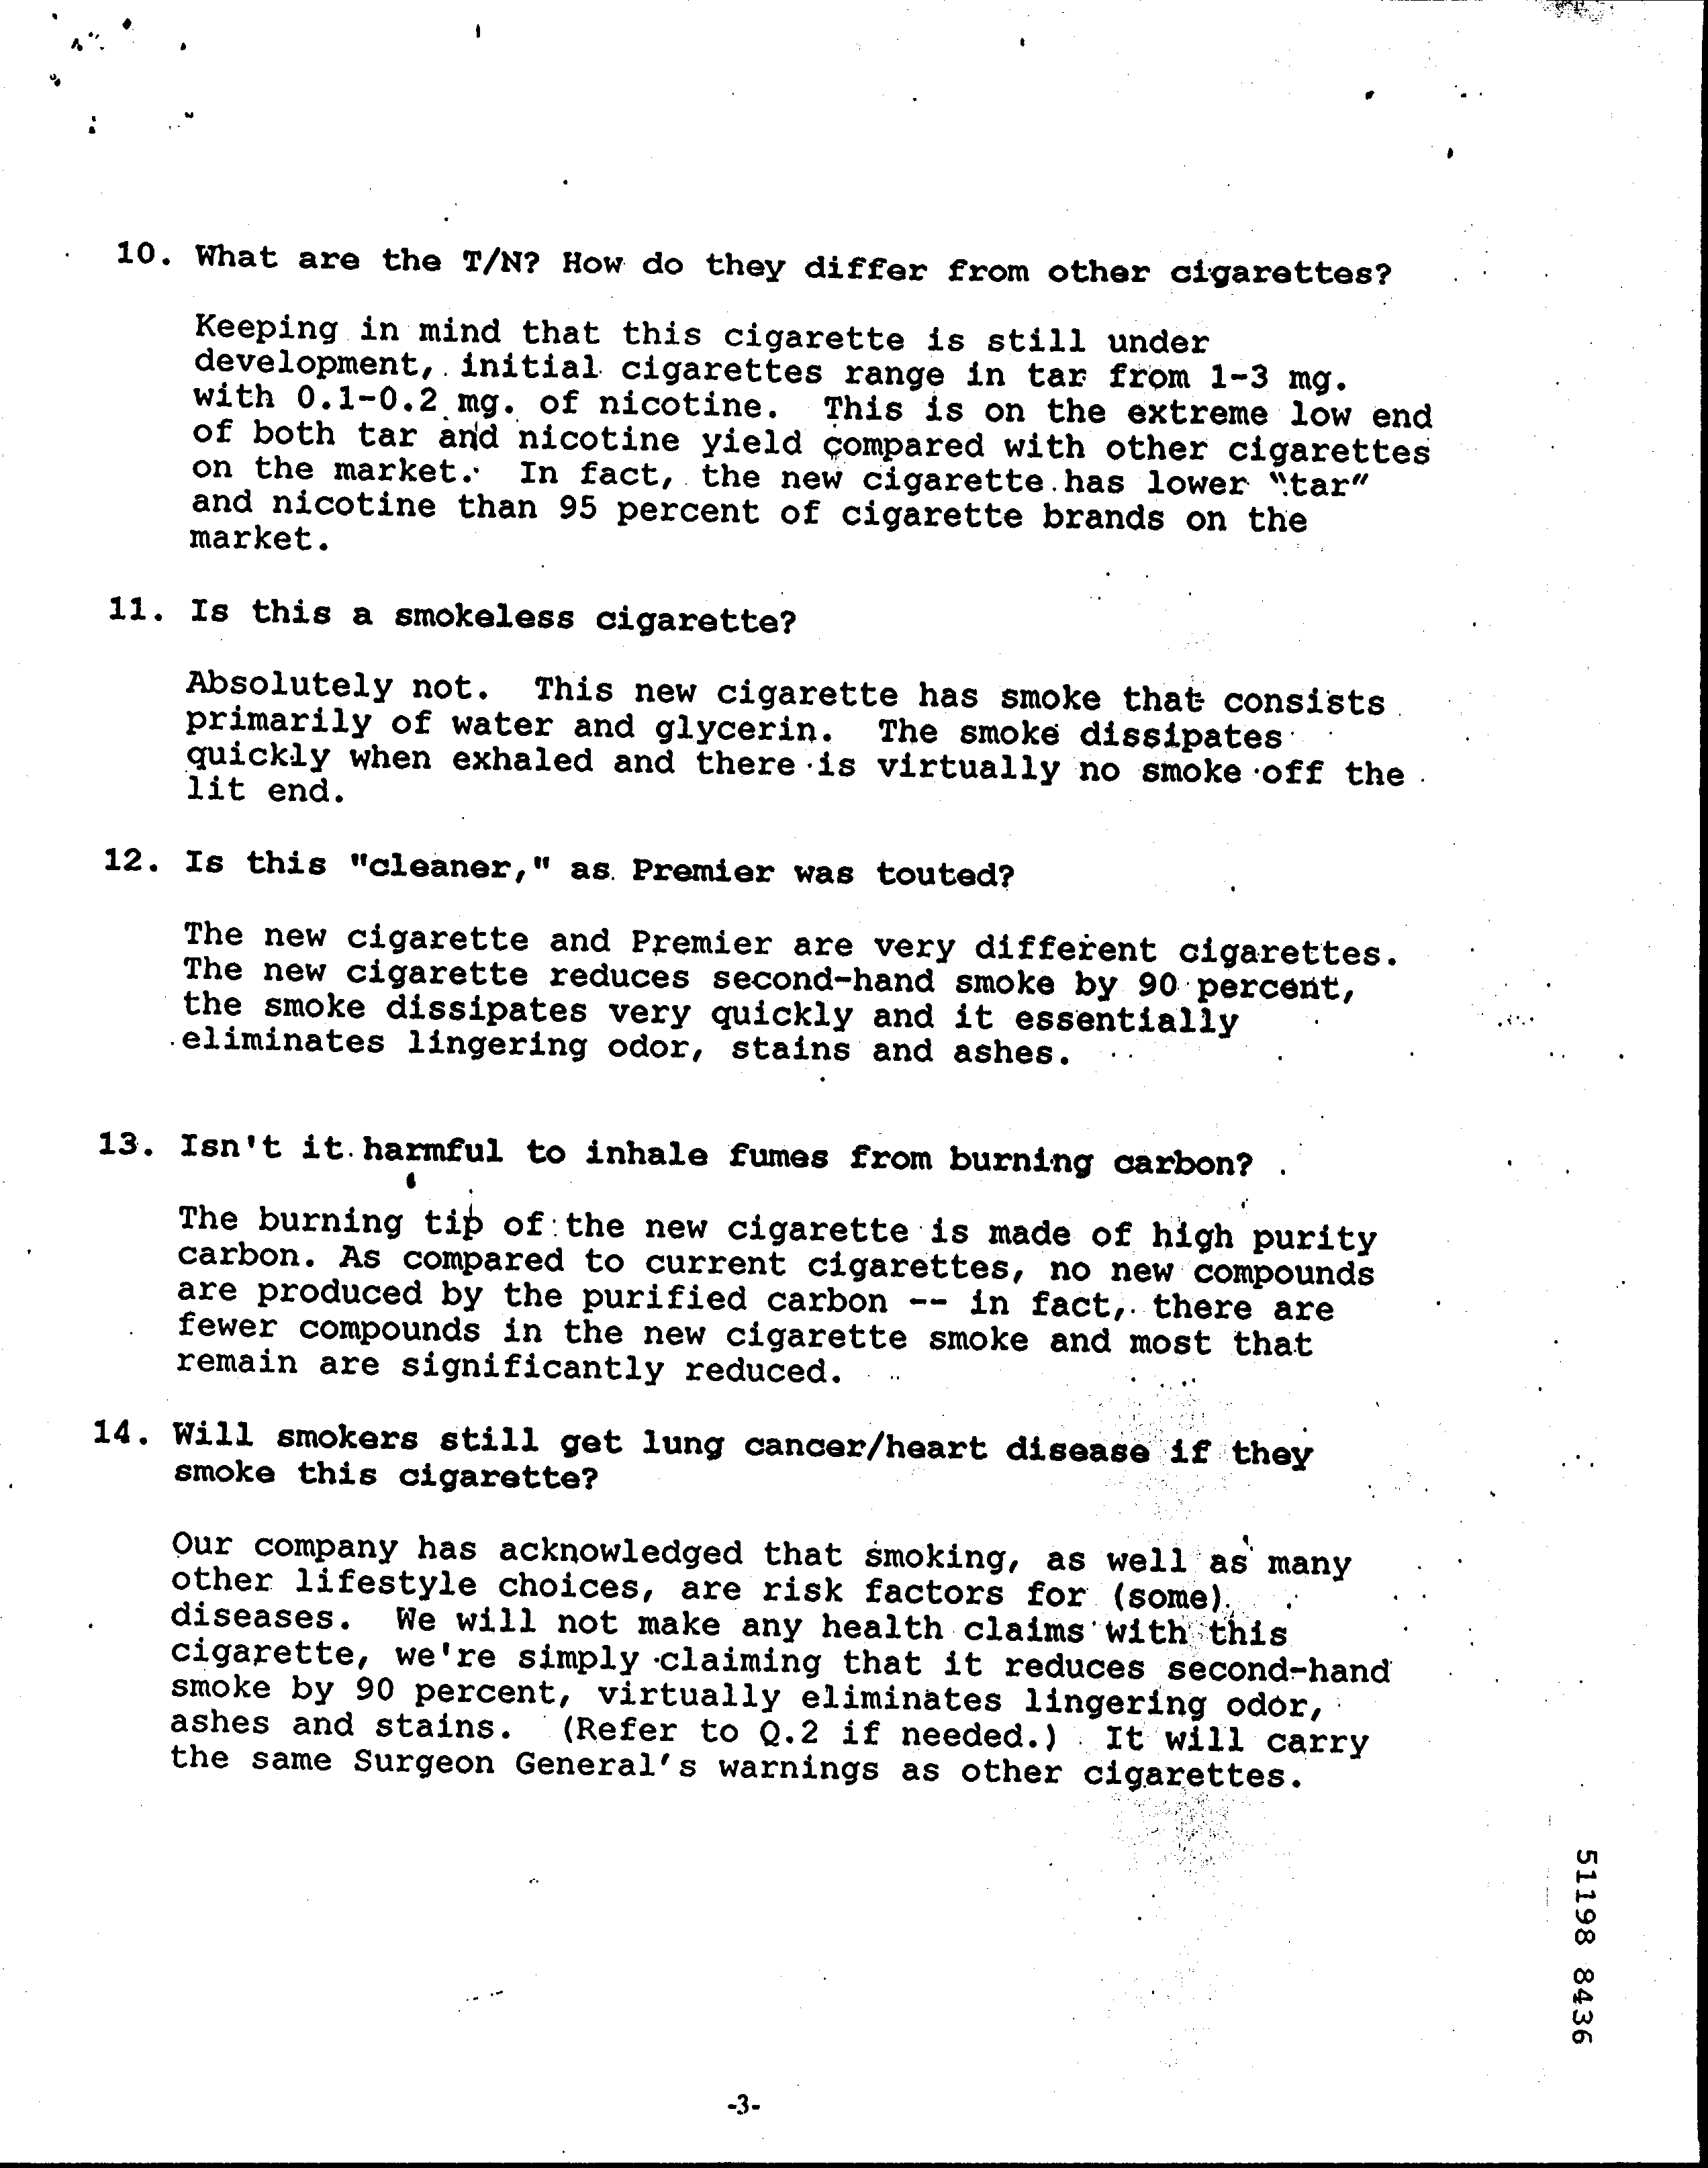 10. What are the T/N? How do they differ from other cigarettes?
Keeping in mind that this cigarette is still under
development, initial cigarettes range in tar from 1-3 mg.
with 0.1-0.2 mg. of nicotine. This is on the extreme low end
of both tar and nicotine yield compared with other cigarettes
on the market. In fact, the new cigarette has lower "tar"
and nicotine than 95 percent of cigarette brands on the
market.
11. Is this a smokeless cigarette?
Absolutely not. This new cigarette has smoke that consists
primarily of water and glycerin. The smoke dissipates
quickly when exhaled and there is virtually no smoke off the
lit end.
12. Is this "cleaner," as Premier was touted?
The new cigarette and Premier are very different cigarettes.
The new cigarette reduces second-hand smoke by 90 percent,
the smoke dissipates very quickly and it essentially
eliminates lingering odor, stains and ashes.
13. Isn't it harmful to inhale fumes from burning carbon?
The burning tip of the new cigarette is made of high purity
carbon. As compared to current cigarettes, no new compounds
are produced by the purified carbon -- in fact, there are
fewer compounds in the new cigarette smoke and most that
remain are significantly reduced.
14. Will smokers still get lung cancer/heart disease if they
smoke this cigarette?
Our company has acknowledged that smoking, as well as many
other lifestyle choices, are risk factors for (some)
diseases. We will not make any health claims with this
cigarette, we're simply claiming that it reduces second-hand
smoke by 90 percent, virtually eliminates lingering odor,
ashes and stains. (Refer to Q.2 if needed.) It will carry
the same Surgeon General's warnings as other cigarettes.
51198 8436
-3-